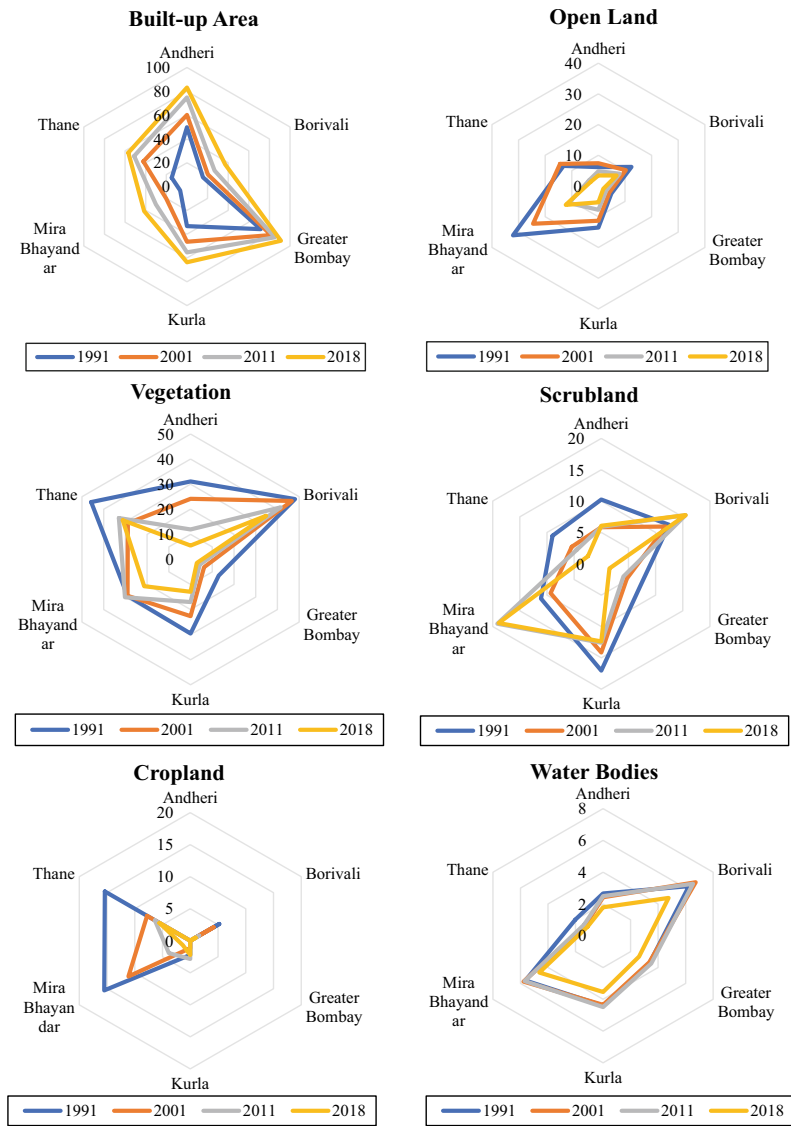 Built-up Area
Andheri
100
80
60
40
20
0
Borivali
Greater
Bombay
Kurla
Mira
Bhayand
ar
Thane
1991 2001 2011 2018
Open Land
Andheri
40
30
20
10
0
Borivali
Greater
Bombay
Kurla
Mira
Bhayand
ar
Thane
1991 2001 2011 2018
Vegetation
Andheri
50
40
30
20
10
0
Borivali
Greater
Bombay
Kurla
Mira
Bhayand
ar
Thane
1991 2001 2011 2018
Scrubland
Andheri
20
15
10
5
0
Borivali
Greater
Bombay
Kurla
Mira
Bhayand
ar
Thane
1991 2001 2011 2018
Cropland
Andheri
20
15
10
5
0
Borivali
Greater
Bombay
Kurla
Mira
Bhayan
dar
Thane
1991 2001 2011 2018
Water Bodies
Andheri
8
6
4
2
0
Borivali
Greater
Bombay
Kurla
Mira
Bhayand
ar
Thane
1991 2001 2011 2018